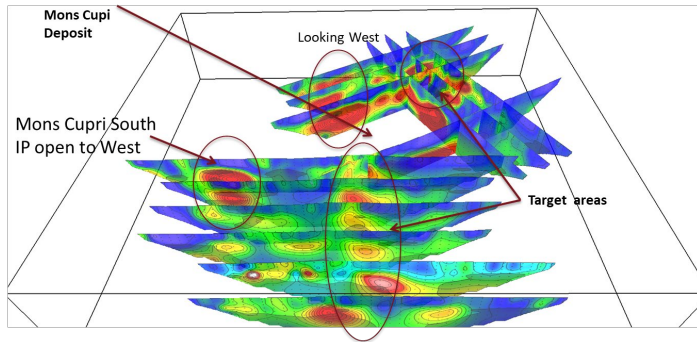 Mons Cupi
Deposit
Looking West
Mons Cupri South
IP open to West
Target areas